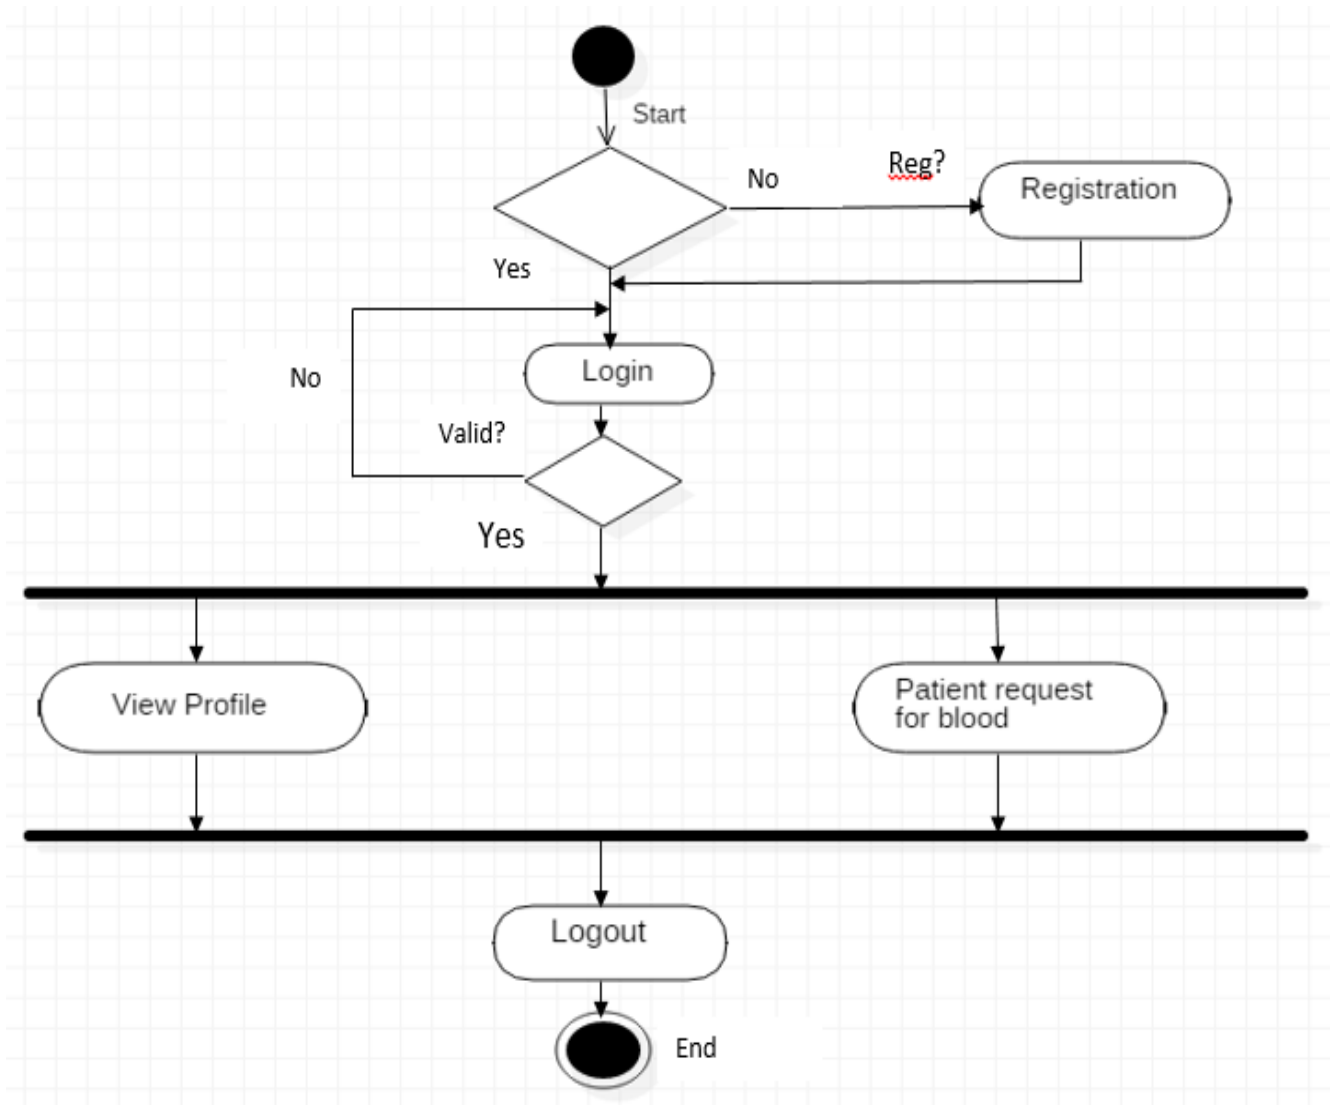 Start
No
Reg?
Registration
Yes
Login
No
Valid?
Yes
View Profile
Patient request
for blood
Logout
End